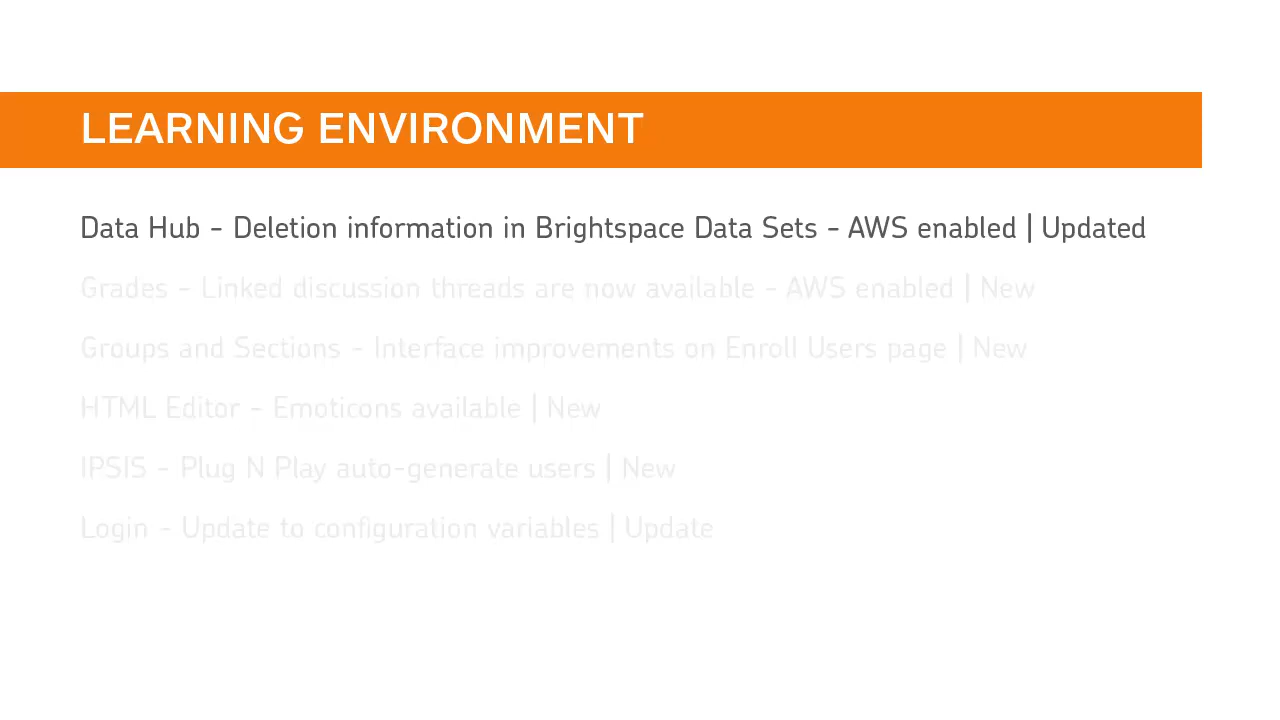 LEARNING ENVIRONMENT
Data Hub - Deletion information in Brightspace Data Sets - AWS enabled | Updated
Grades - Linked discussion threads are now available - AWS enabled | New
Groups and Sections - Interface improvements on Enroll Users page | New
HTML Editor - Emoticons available | New
IPSIS - Plug N Play auto-generate users | New
Login - Update to configuration variables | Update